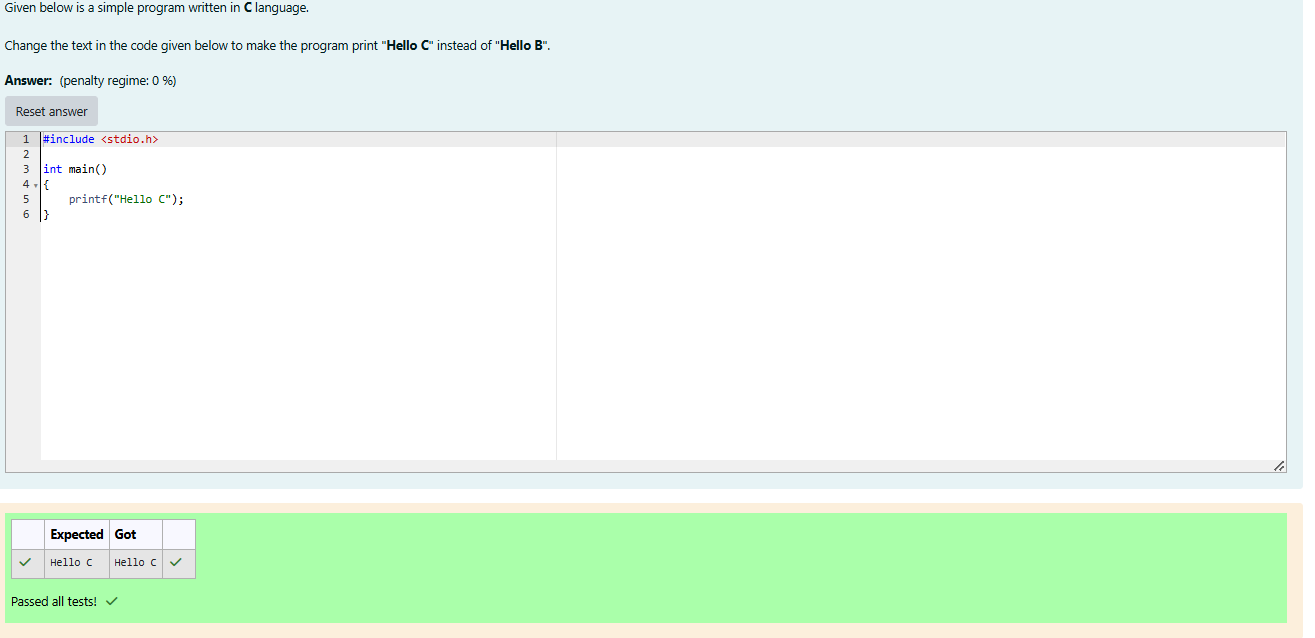 Given below is a simple program written in C language.
Change the text in the code given below to make the program print "Hello C" instead of "Hello B".
Answer: (penalty regime: 0 %)
Reset answer
1 #include <stdio.h>
2
3 int main()
4 {
5     printf("Hello C");
6 }
Expected Got
Hello C Hello C
Passed all tests!